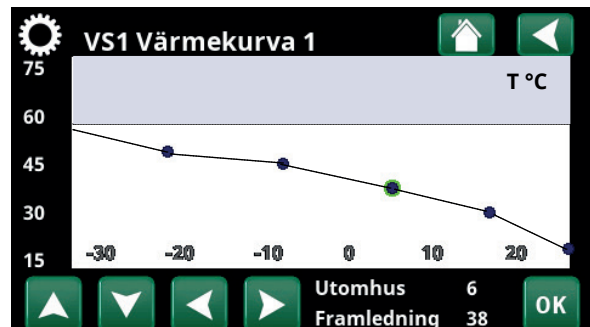 VS1 Värmekurva 1
75
T °C
60
45
30
15
-30 -20 -10 0 10 20
Utomhus 6
Framledning 38
OK